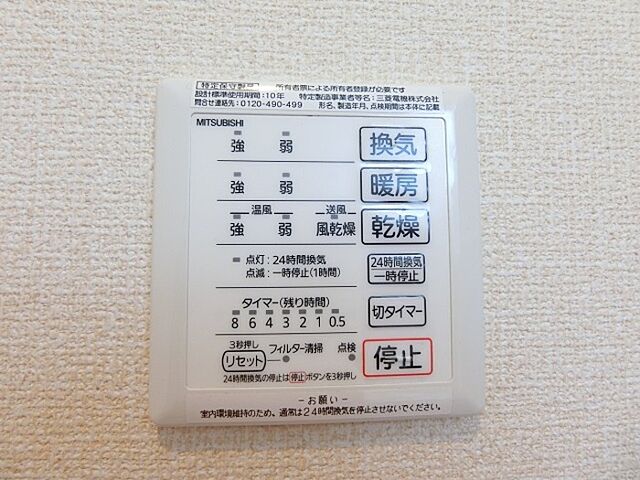 特定保守製品 所有者票による所有者登録が必要です
設計標準使用期間:10年 特定製造事業者等名:三菱電機株式会社
問合せ連絡先:0120-490-499 形名、製造年月、点検期間は本体に記載
MITSUBISHI
強 弱 換気
強 弱 暖房
温風 送風
強 弱 風乾燥 乾燥
点灯:24時間換気
点滅:一時停止(1時間)
24時間換気
一時停止
タイマー(残り時間)
8 6 4 3 2 1 0.5
切タイマー
3秒押し
リセット フィルター清掃 点検
停止
24時間換気の停止は停止ボタンを3秒押し
-お願い-
室内環境維持のため、通常は24時間換気を停止させないでください。